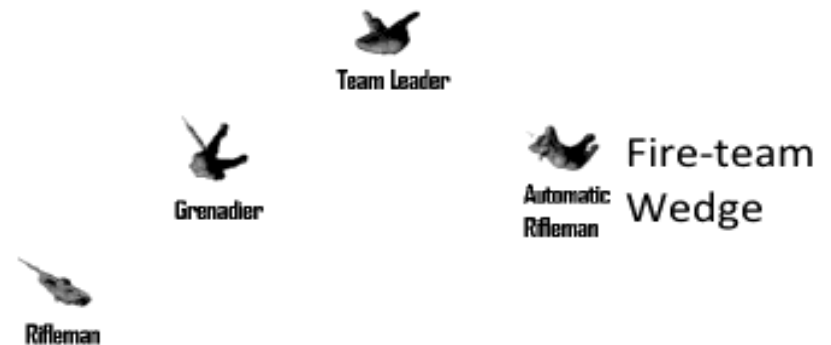 Team Leader
Grenadier
Automatic
Rifleman
Fire-team
Wedge
Rifleman